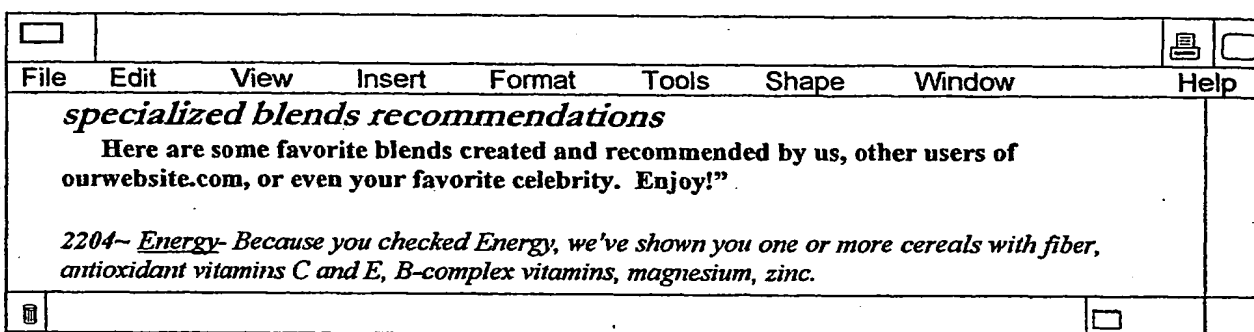 File Edit View Insert Format Tools Shape Window Help
specialized blends recommendations
Here are some favorite blends created and recommended by us, other users of
ourwebsite.com, or even your favorite celebrity. Enjoy!”
2204~ Energy- Because you checked Energy, we've shown you one or more cereals with fiber,
antioxidant vitamins C and E, B-complex vitamins, magnesium, zinc.